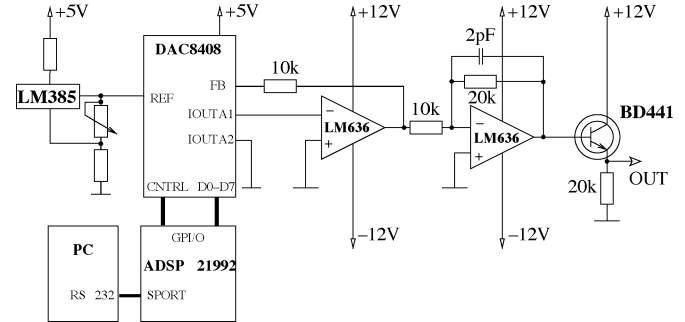 +5V
+5V
+12V
+12V
+12V
DAC8408
2pF
10k
FB
LM385
REF
20k
10k
BD441
IOUTA1
−
LM636
+
−
LM636
+
IOUTA2
OUT
20k
CNTRL D0–D7
−12V
−12V
GPI/O
PC
ADSP 21992
RS 232
SPORT